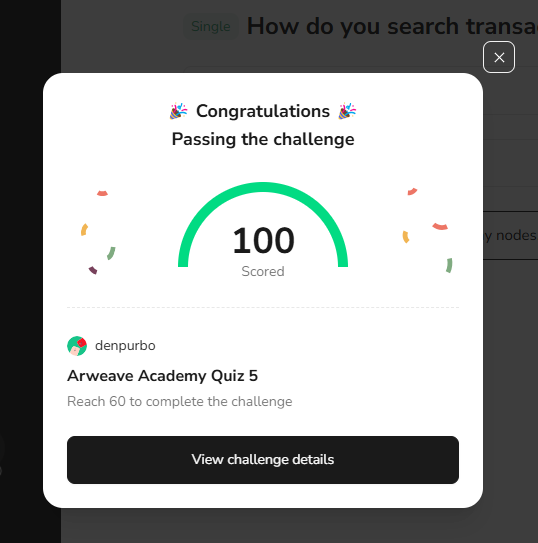 Single
How do you search transa
Congratulations
Passing the challenge
100
Scored
y nodes
denpurbo
Arweave Academy Quiz 5
Reach 60 to complete the challenge
View challenge details